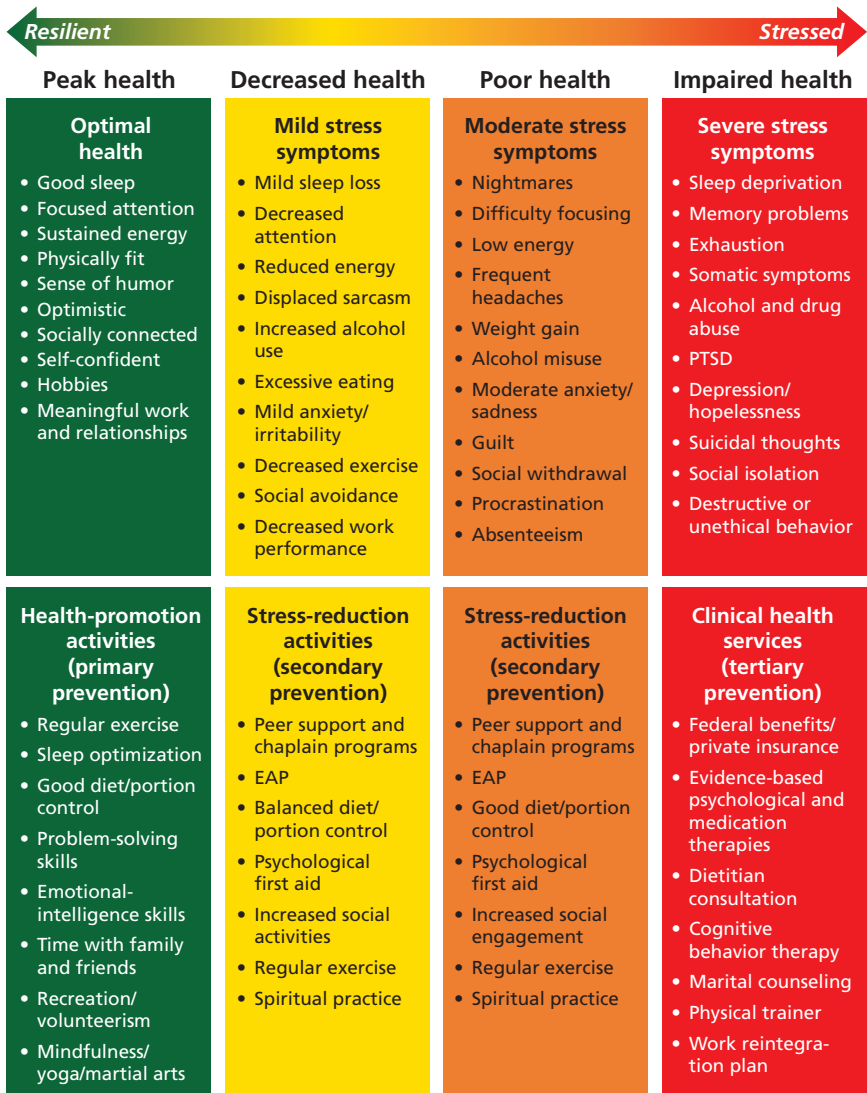 Resilient
Stressed
Peak health
Decreased health
Poor health
Impaired health
Optimal
health
• Good sleep
• Focused attention
• Sustained energy
• Physically fit
• Sense of humor
• Optimistic
• Socially connected
• Self-confident
• Hobbies
• Meaningful work
and relationships
Mild stress
symptoms
• Mild sleep loss
• Decreased
attention
• Reduced energy
• Displaced sarcasm
• Increased alcohol
use
• Excessive eating
• Mild anxiety/
irritability
• Decreased exercise
• Social avoidance
• Decreased work
performance
Moderate stress
symptoms
• Nightmares
• Difficulty focusing
• Low energy
• Frequent
headaches
• Weight gain
• Alcohol misuse
• Moderate anxiety/
sadness
• Guilt
• Social withdrawal
• Procrastination
• Absenteeism
Severe stress
symptoms
• Sleep deprivation
• Memory problems
• Exhaustion
• Somatic symptoms
• Alcohol and drug
abuse
• PTSD
• Depression/
hopelessness
• Suicidal thoughts
• Social isolation
• Destructive or
unethical behavior
Health-promotion
activities
(primary
prevention)
• Regular exercise
• Sleep optimization
• Good diet/portion
control
• Problem-solving
skills
• Emotional-
intelligence skills
• Time with family
and friends
• Recreation/
volunteerism
• Mindfulness/
yoga/martial arts
Stress-reduction
activities
(secondary
prevention)
• Peer support and
chaplain programs
• EAP
• Balanced diet/
portion control
• Psychological
first aid
• Increased social
activities
• Regular exercise
• Spiritual practice
Stress-reduction
activities
(secondary
prevention)
• Peer support and
chaplain programs
• EAP
• Good diet/portion
control
• Psychological
first aid
• Increased social
engagement
• Regular exercise
• Spiritual practice
Clinical health
services
(tertiary
prevention)
• Federal benefits/
private insurance
• Evidence-based
psychological and
medication
therapies
• Dietitian
consultation
• Cognitive
behavior therapy
• Marital counseling
• Physical trainer
• Work reintegra-
tion plan